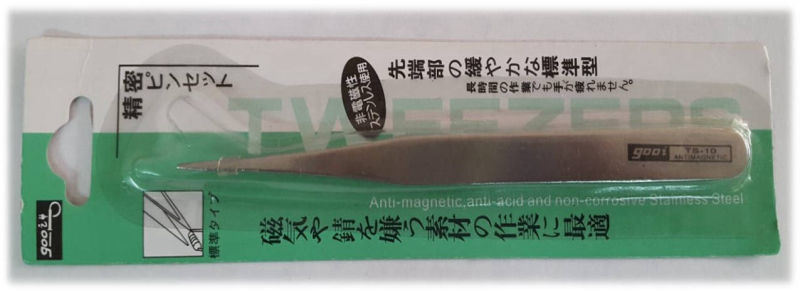 精密ピンセット
非電磁性
ステンレス使用
先端部の緩やかな標準型
長時間の作業でも手が疲れません。
TWEEZERS
gooi
TS-10
ANTIMAGNETIC
Anti-magnetic,anti-acid and non-corrosive Stainless Steel
gooi
標準タイプ
磁気や錆を嫌う素材の作業に最適